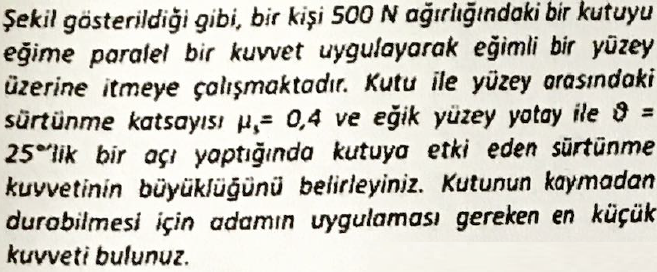 Şekil gösterildiği gibi, bir kişi 500 N ağırlığındaki bir kutuyu
eğime paralel bir kuvvet uygulayarak eğimli bir yüzey
üzerine itmeye çalışmaktadır. Kutu ile yüzey arasındaki
sürtünme katsayısı μₛ= 0,4 ve eğik yüzey yatay ile θ =
25°'lik bir açı yaptığında kutuya etki eden sürtünme
kuvvetinin büyüklüğünü belirleyiniz. Kutunun kaymadan
durabilmesi için adamın uygulaması gereken en küçük
kuvveti bulunuz.